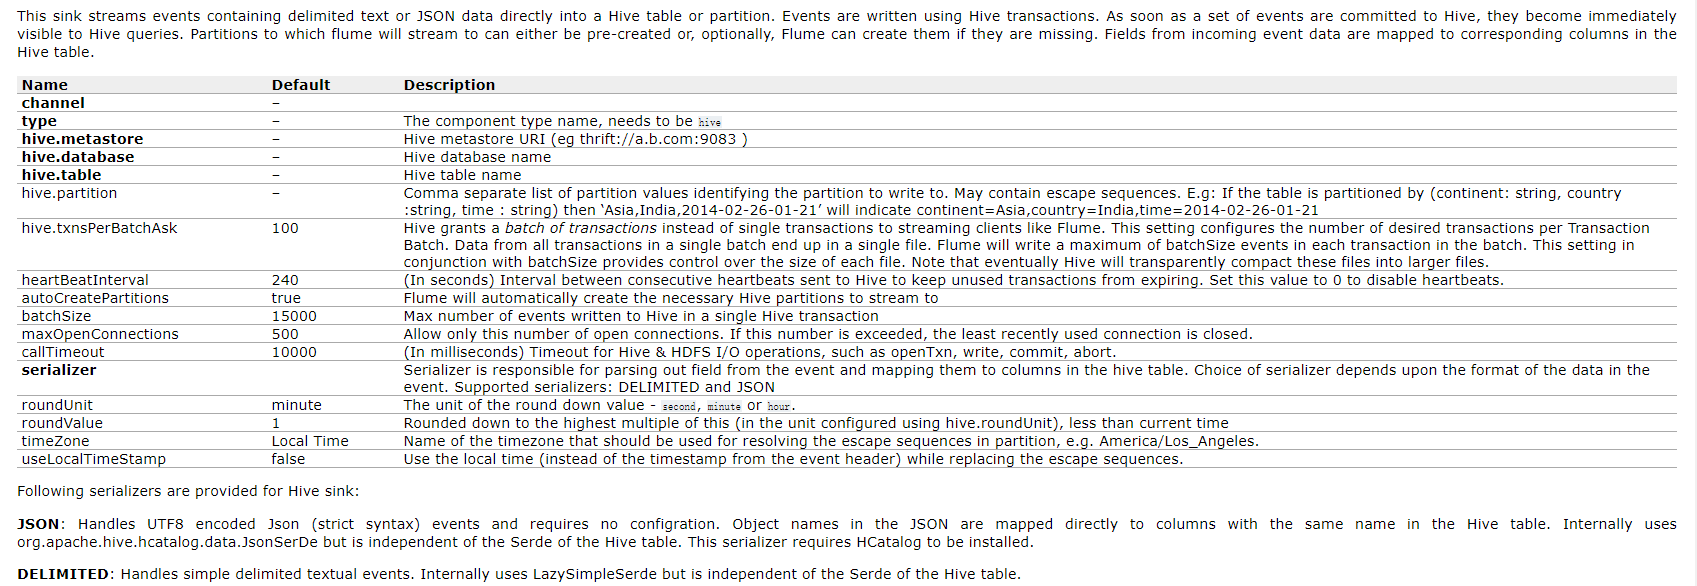 This sink streams events containing delimited text or JSON data directly into a Hive table or partition. Events are written using Hive transactions. As soon as a set of events are committed to Hive, they become immediately
visible to Hive queries. Partitions to which flume will stream to can either be pre-created or, optionally, Flume can create them if they are missing. Fields from incoming event data are mapped to corresponding columns in the
Hive table.
Name Default Description
channel –
type – The component type name, needs to be hive
hive.metastore – Hive metastore URI (eg thrift://a.b.com:9083 )
hive.database – Hive database name
hive.table – Hive table name
hive.partition – Comma separate list of partition values identifying the partition to write to. May contain escape sequences. E.g: If the table is partitioned by (continent: string, country
:string, time : string) then ‘Asia,India,2014-02-26-01-21’ will indicate continent=Asia,country=India,time=2014-02-26-01-21
hive.txnsPerBatchAsk 100 Hive grants a batch of transactions instead of single transactions to streaming clients like Flume. This setting configures the number of desired transactions per Transaction
Batch. Data from all transactions in a single batch end up in a single file. Flume will write a maximum of batchSize events in each transaction in the batch. This setting in
conjunction with batchSize provides control over the size of each file. Note that eventually Hive will transparently compact these files into larger files.
heartBeatInterval 240 (In seconds) Interval between consecutive heartbeats sent to Hive to keep unused transactions from expiring. Set this value to 0 to disable heartbeats.
autoCreatePartitions true Flume will automatically create the necessary Hive partitions to stream to
batchSize 15000 Max number of events written to Hive in a single Hive transaction
maxOpenConnections 500 Allow only this number of open connections. If this number is exceeded, the least recently used connection is closed.
callTimeout 10000 (In milliseconds) Timeout for Hive & HDFS I/O operations, such as openTxn, write, commit, abort.
serializer Serializer is responsible for parsing out field from the event and mapping them to columns in the hive table. Choice of serializer depends upon the format of the data in the
event. Supported serializers: DELIMITED and JSON
roundUnit minute The unit of the round down value - second, minute or hour.
roundValue 1 Rounded down to the highest multiple of this (in the unit configured using hive.roundUnit), less than current time
timeZone Local Time Name of the timezone that should be used for resolving the escape sequences in partition, e.g. America/Los_Angeles.
useLocalTimeStamp false Use the local time (instead of the timestamp from the event header) while replacing the escape sequences.
Following serializers are provided for Hive sink:
JSON: Handles UTF8 encoded Json (strict syntax) events and requires no configration. Object names in the JSON are mapped directly to columns with the same name in the Hive table. Internally uses
org.apache.hive.hcatalog.data.JsonSerDe but is independent of the Serde of the Hive table. This serializer requires HCatalog to be installed.
DELIMITED: Handles simple delimited textual events. Internally uses LazySimpleSerde but is independent of the Serde of the Hive table.